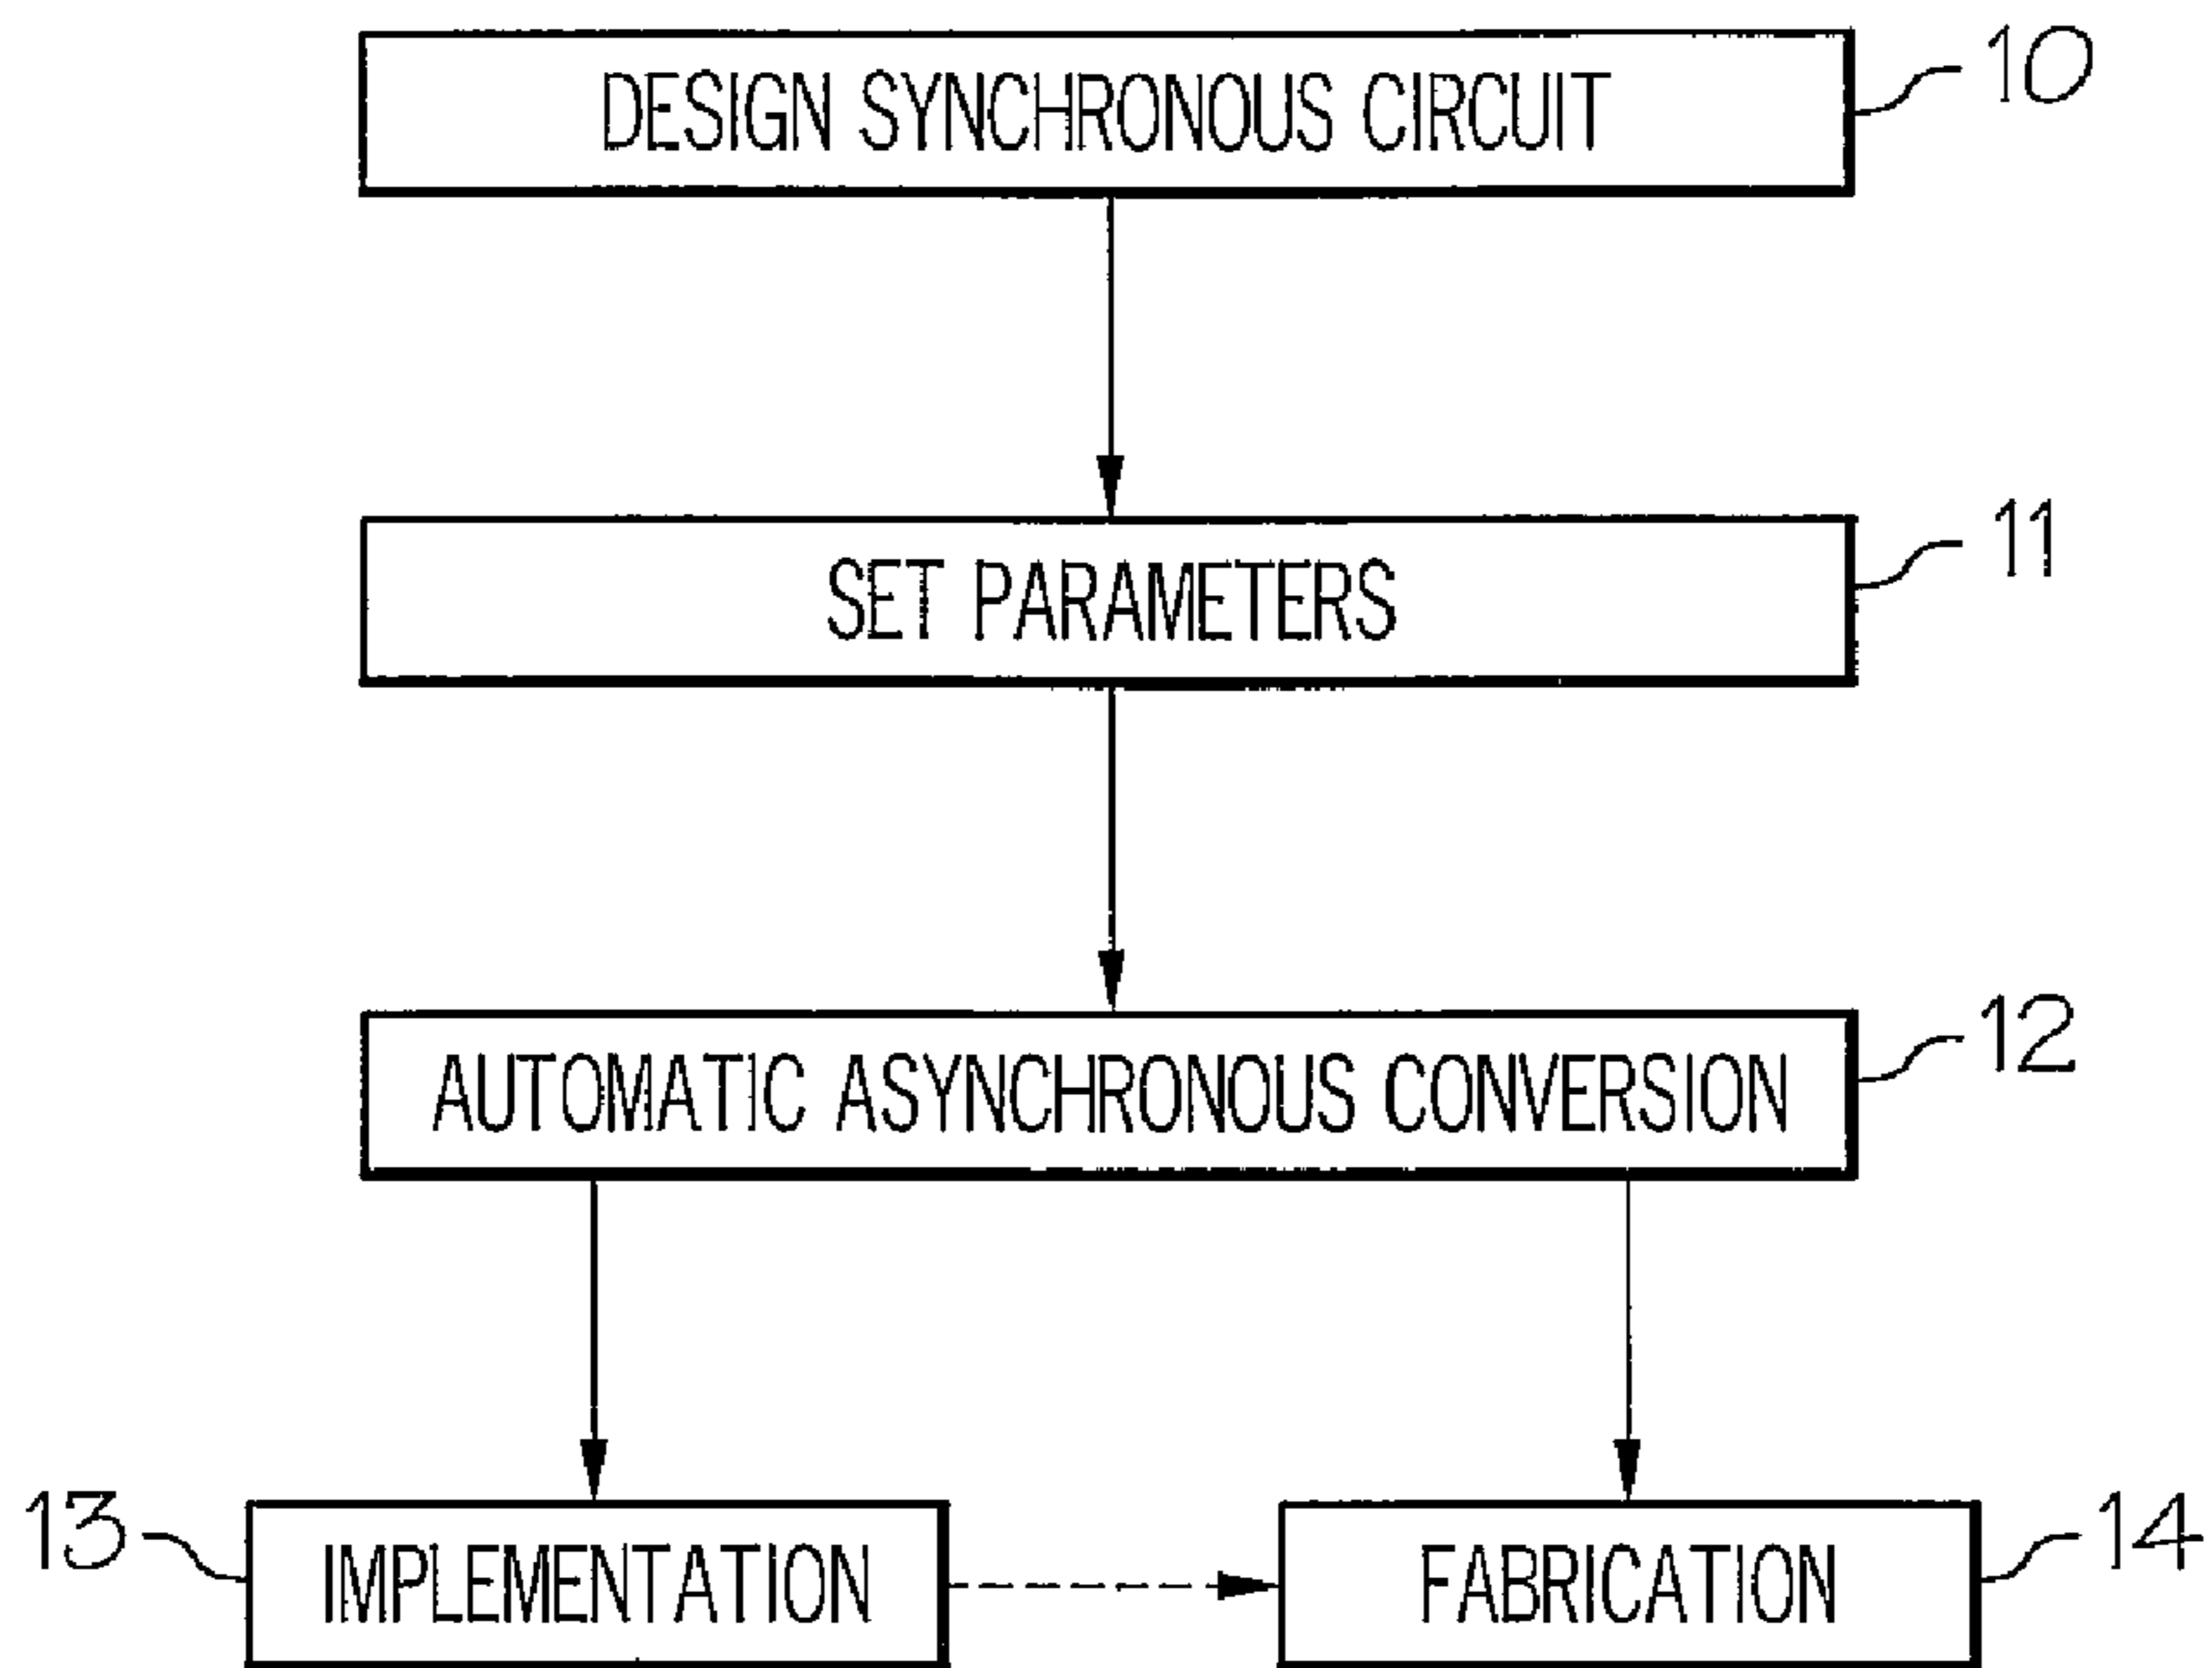 DESIGN SYNCHRONOUS CIRCUIT
10
SET PARAMETERS
11
AUTOMATIC ASYNCHRONOUS CONVERSION
12
13
IMPLEMENTATION
FABRICATION
14